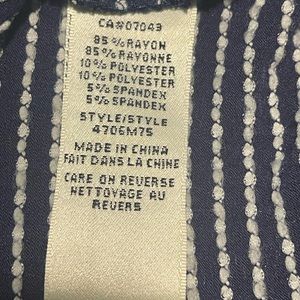 CA#07049
85%RAYON
85%RAYONNE
10%POLYESTER
10%POLYESTER
5%SPANDEX
5%SPANDEX
STYLE/STYLE
4706M75
MADE IN CHINA
FAIT DANS LA CHINE
CARE ON REVERSE
NETTOYAGE AU
REVERS